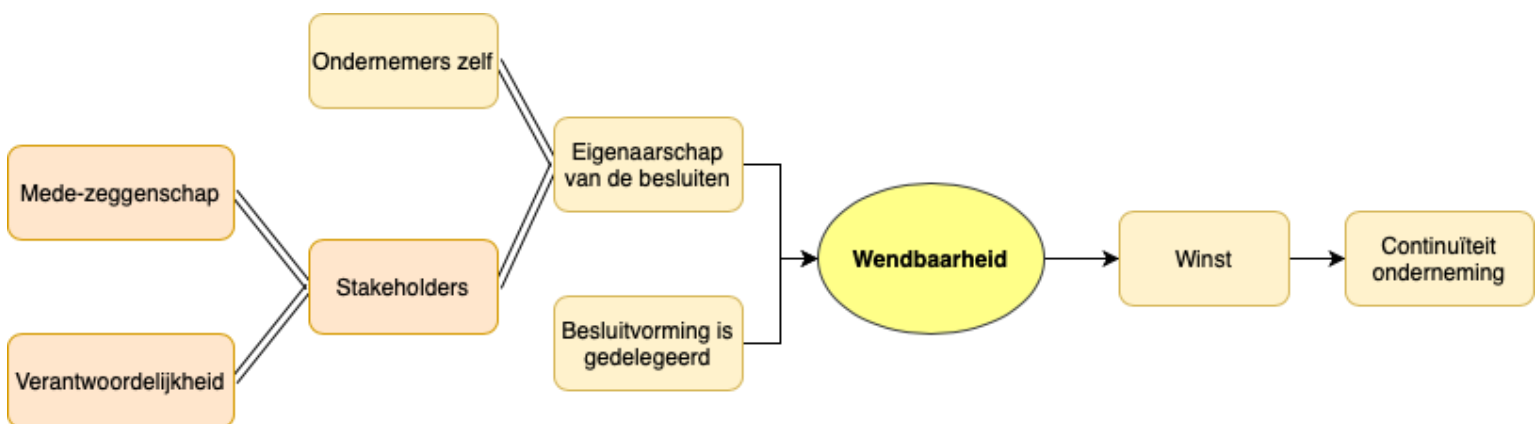 Ondernemers zelf
Mede-zeggenschap
Verantwoordelijkheid
Stakeholders
Eigenaarschap
van de besluiten
Besluitvorming is
gedelegeerd
Wendbaarheid
Winst
Continuïteit
onderneming